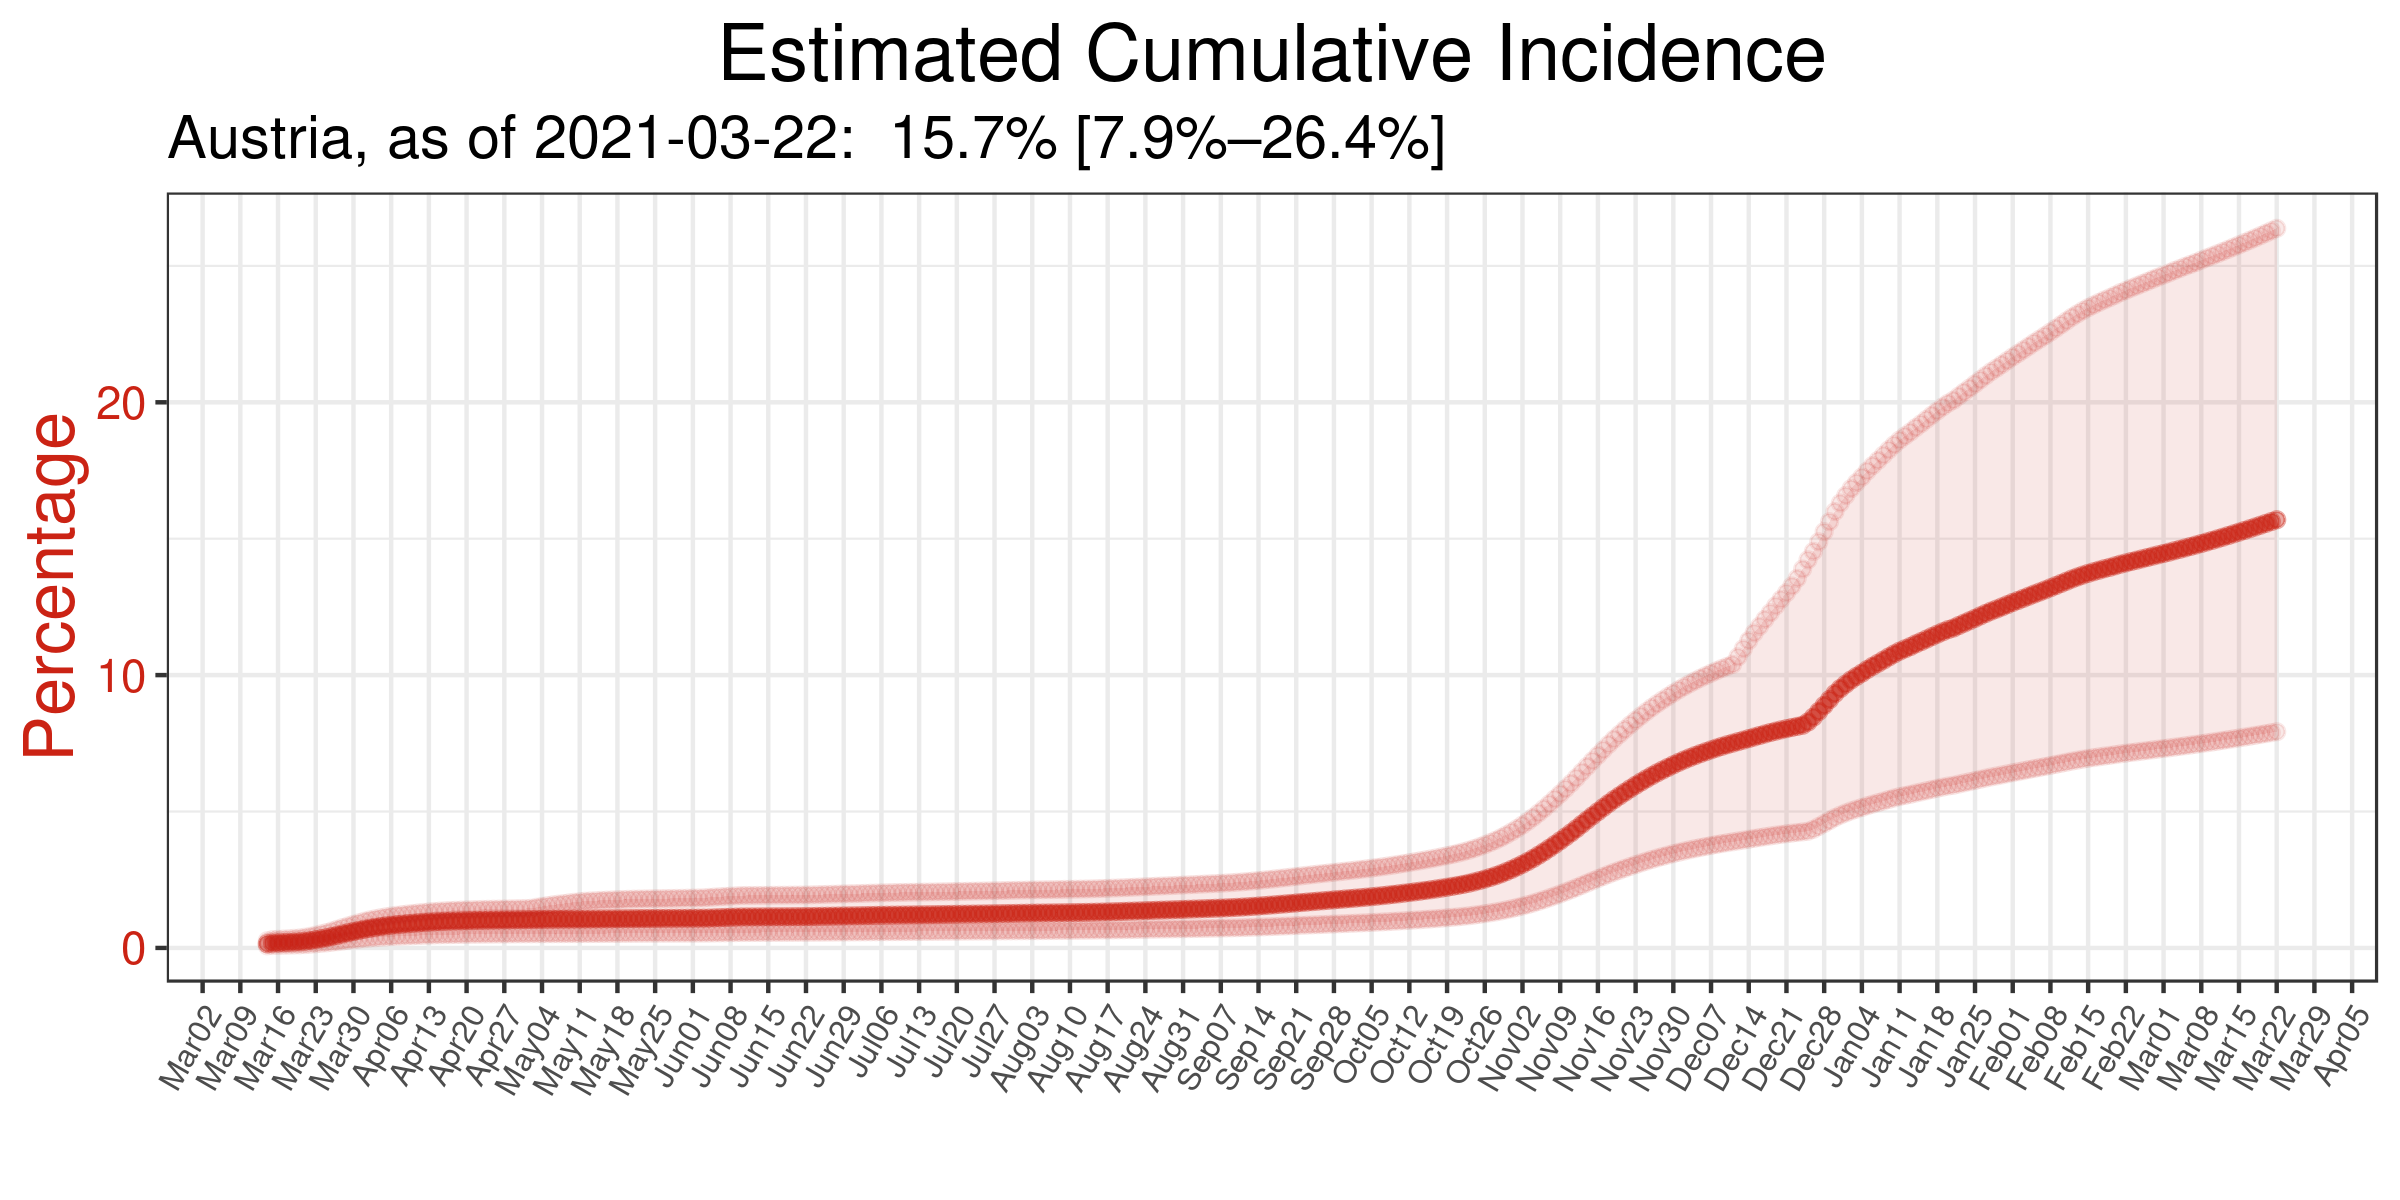 Estimated Cumulative Incidence
Austria, as of 2021-03-22:  15.7% [7.9%–26.4%]
Percentage
20
10
0
Mar02
Mar09
Mar16
Mar23
Mar30
Apr06
Apr13
Apr20
Apr27
May04
May11
May18
May25
Jun01
Jun08
Jun15
Jun22
Jun29
Jul06
Jul13
Jul20
Jul27
Aug03
Aug10
Aug17
Aug24
Aug31
Sep07
Sep14
Sep21
Sep28
Oct05
Oct12
Oct19
Oct26
Nov02
Nov09
Nov16
Nov23
Nov30
Dec07
Dec14
Dec21
Dec28
Jan04
Jan11
Jan18
Jan25
Feb01
Feb08
Feb15
Feb22
Mar01
Mar08
Mar15
Mar22
Mar29
Apr05